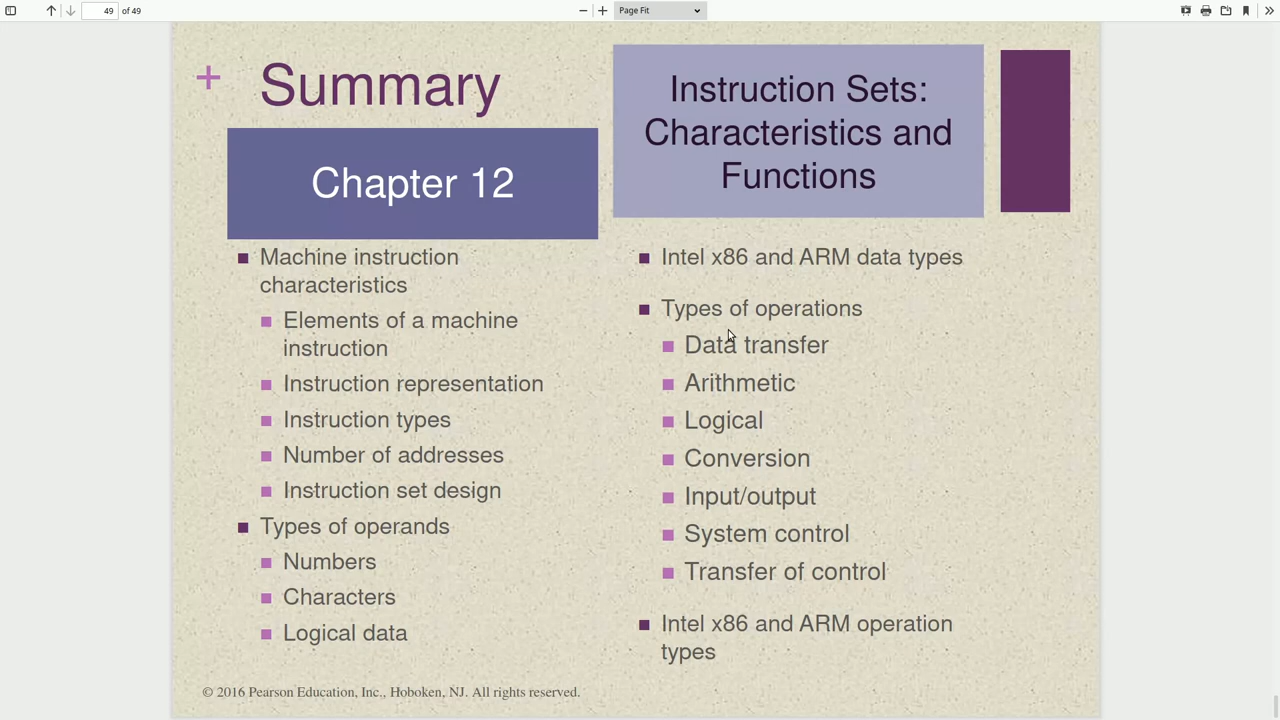 49 of 49
Page Fit
+
Summary
Chapter 12
Instruction Sets:
Characteristics and
Functions
Machine instruction
characteristics
Elements of a machine
instruction
Instruction representation
Instruction types
Number of addresses
Instruction set design
Types of operands
Numbers
Characters
Logical data
Intel x86 and ARM data types
Types of operations
Data transfer
Arithmetic
Logical
Conversion
Input/output
System control
Transfer of control
Intel x86 and ARM operation
types
© 2016 Pearson Education, Inc., Hoboken, NJ. All rights reserved.